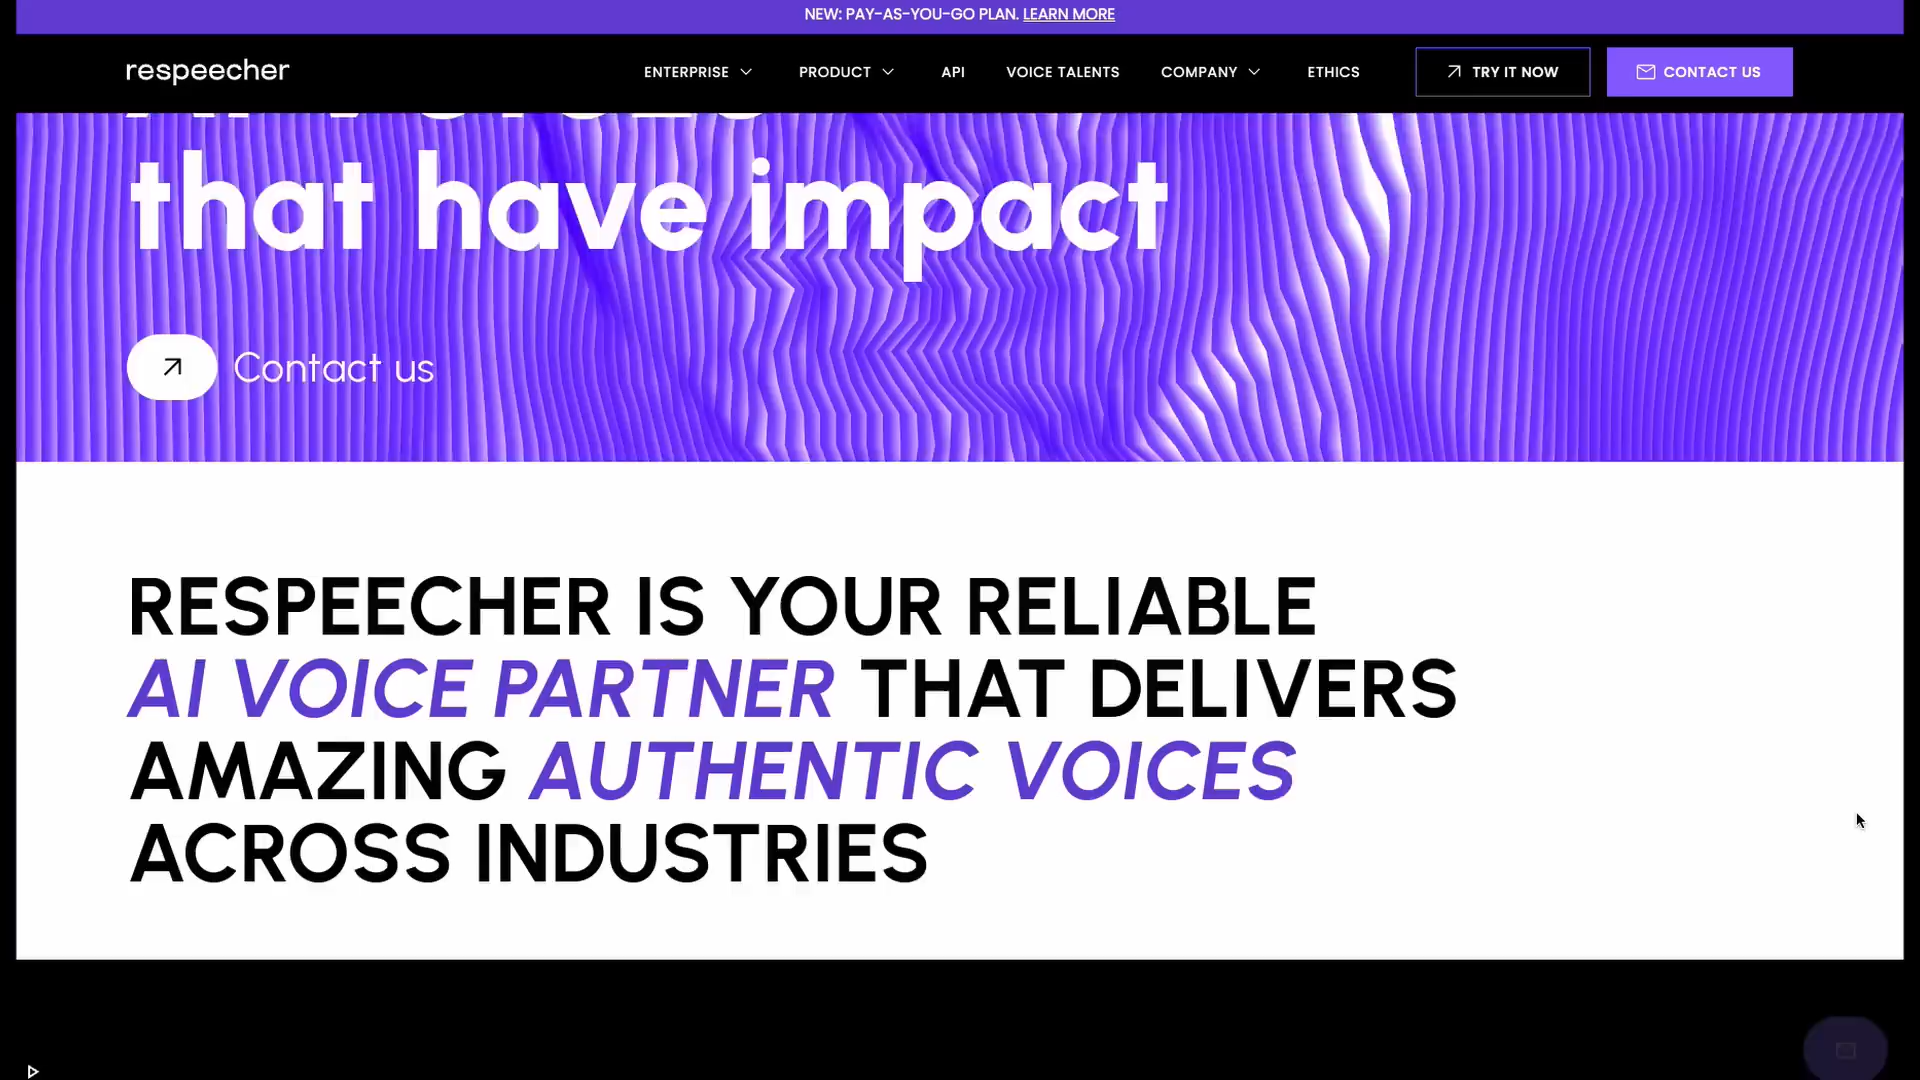 NEW: PAY-AS-YOU-GO PLAN. LEARN MORE
respeecher
ENTERPRISE PRODUCT API VOICE TALENTS COMPANY ETHICS TRY IT NOW CONTACT US
that have impact
Contact us
RESPEECHER IS YOUR RELIABLE
AI VOICE PARTNER THAT DELIVERS
AMAZING AUTHENTIC VOICES
ACROSS INDUSTRIES